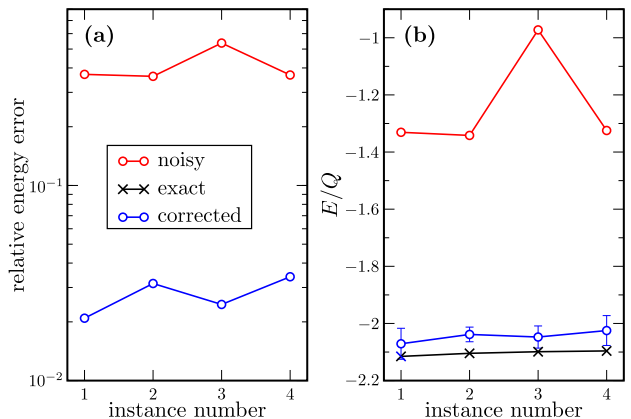 (a)
relative energy error
10⁻¹
10⁻²
noisy
exact
corrected
1 2 3 4
instance number
(b)
E/Q
−1
−1.2
−1.4
−1.6
−1.8
−2
−2.2
1 2 3 4
instance number